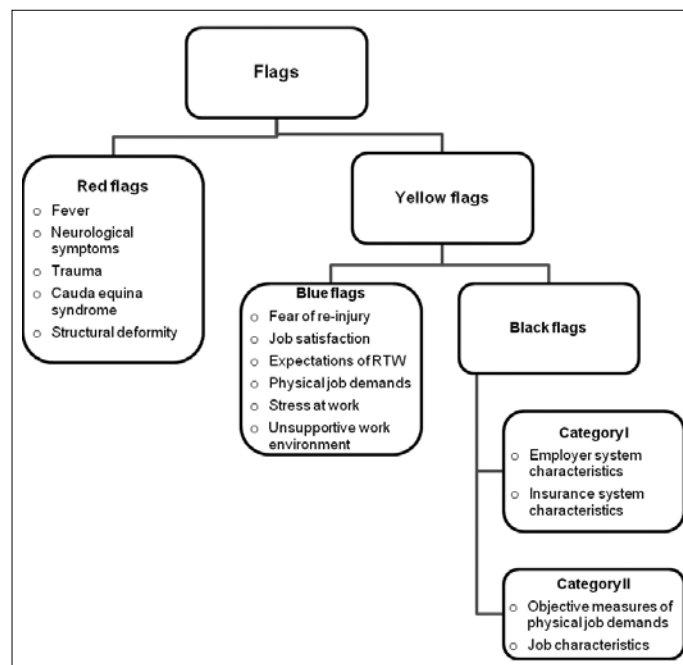 Flags
Red flags
○ Fever
○ Neurological
symptoms
○ Trauma
○ Cauda equina
syndrome
○ Structural deformity
Yellow flags
Blue flags
○ Fear of re-injury
○ Job satisfaction
○ Expectations of RTW
○ Physical job demands
○ Stress at work
○ Unsupportive work
environment
Black flags
Category I
○ Employer system
characteristics
○ Insurance system
characteristics
Category II
○ Objective measures of
physical job demands
○ Job characteristics